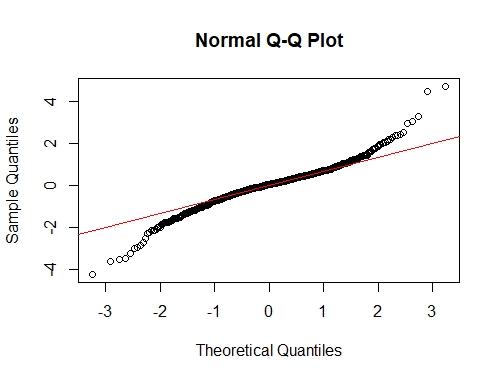 Normal Q-Q Plot
Sample Quantiles
4
2
0
-2
-4
-3 -2 -1 0 1 2 3
Theoretical Quantiles